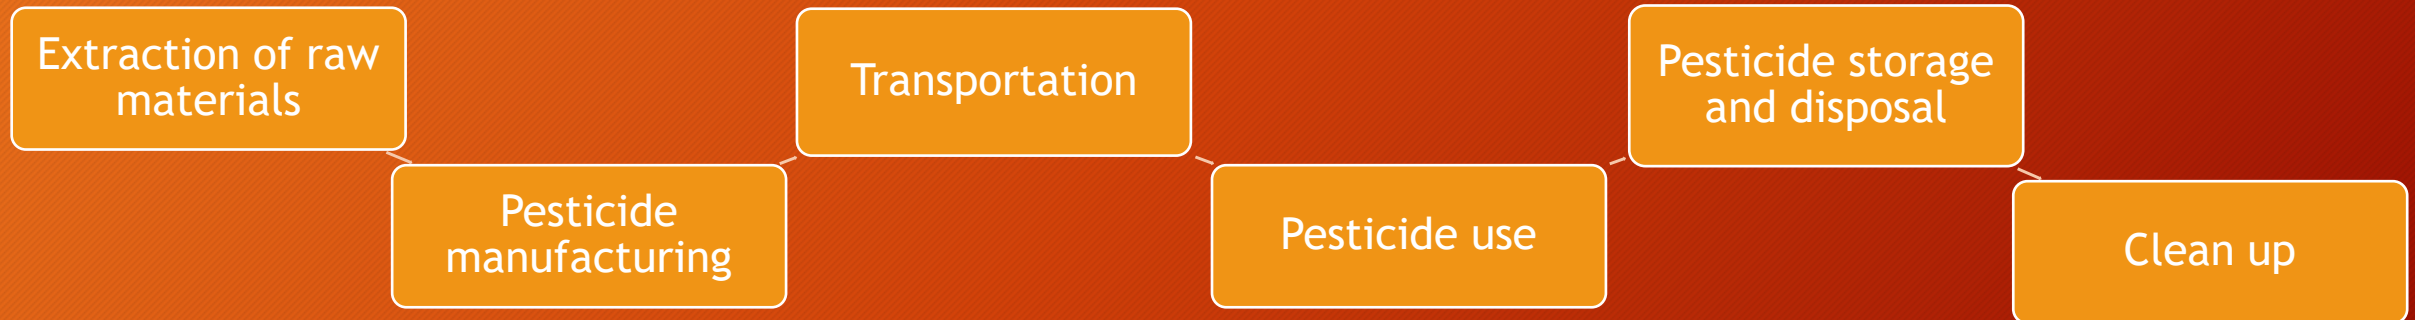 Extraction of raw
materials
Pesticide
manufacturing
Transportation
Pesticide use
Pesticide storage
and disposal
Clean up